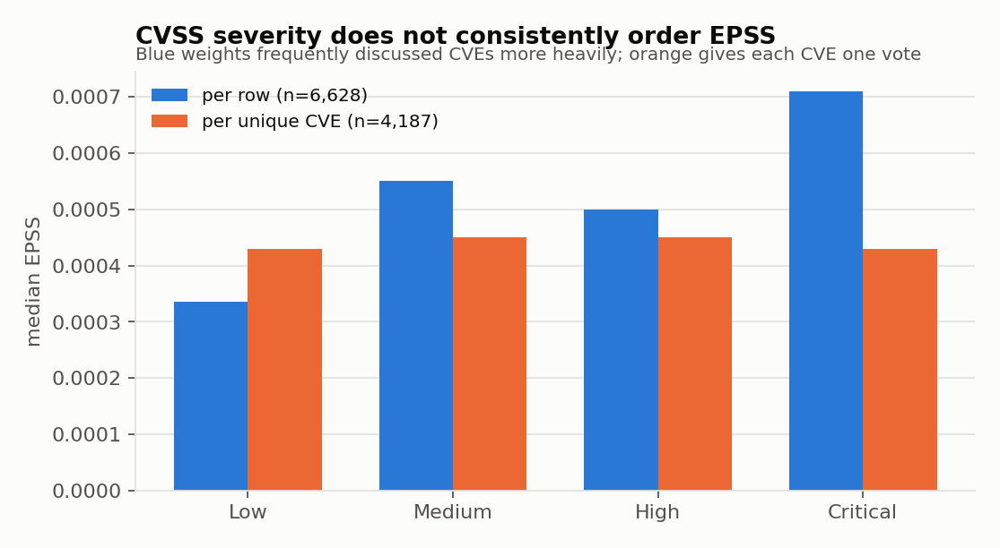 CVSS severity does not consistently order EPSS
Blue weights frequently discussed CVEs more heavily; orange gives each CVE one vote
per row (n=6,628)
per unique CVE (n=4,187)
median EPSS
0.0007
0.0006
0.0005
0.0004
0.0003
0.0002
0.0001
0.0000
Low Medium High Critical